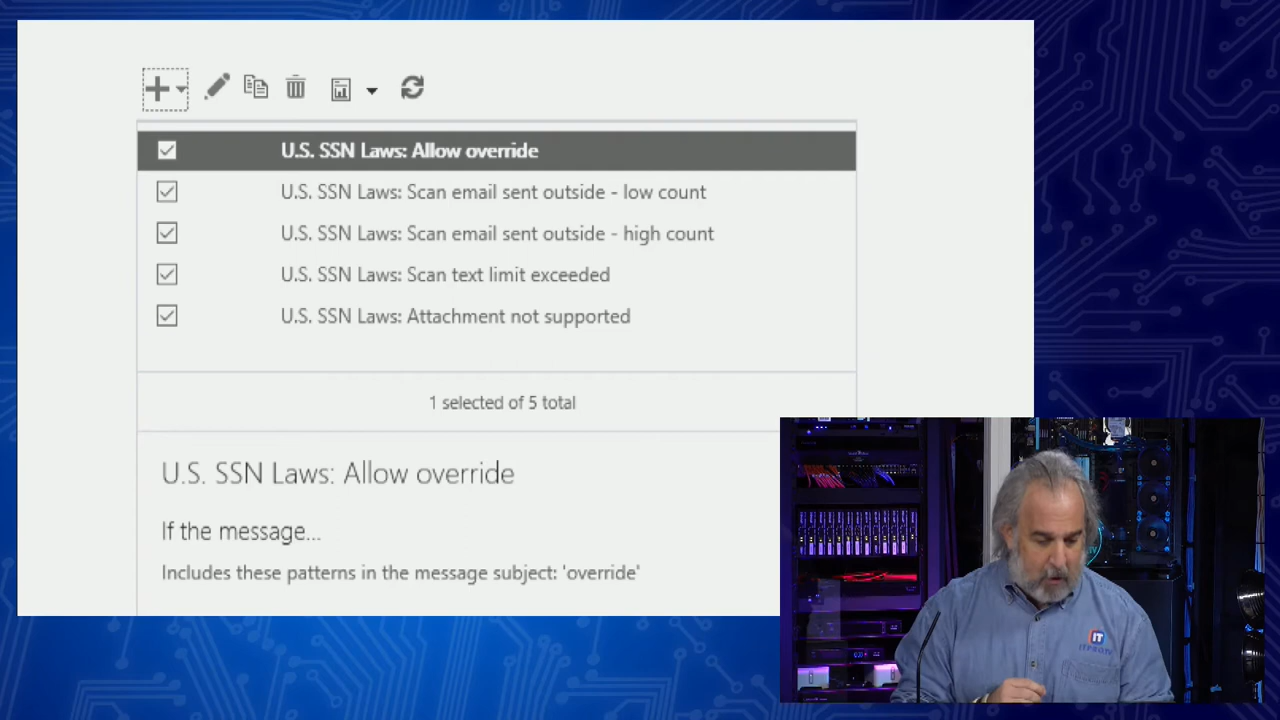 U.S. SSN Laws: Allow override
U.S. SSN Laws: Scan email sent outside - low count
U.S. SSN Laws: Scan email sent outside - high count
U.S. SSN Laws: Scan text limit exceeded
U.S. SSN Laws: Attachment not supported
1 selected of 5 total
U.S. SSN Laws: Allow override
If the message...
Includes these patterns in the message subject: 'override'
IT
ITPROTV